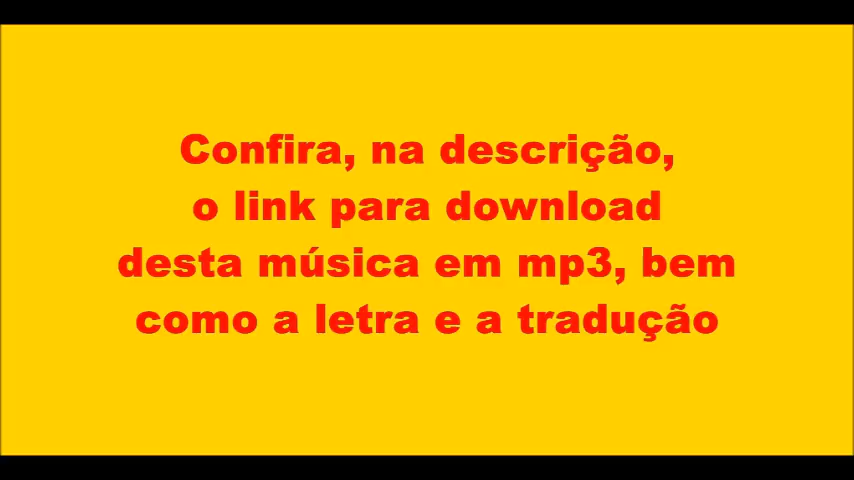 Confira, na descrição,
o link para download
desta música em mp3, bem
como a letra e a tradução